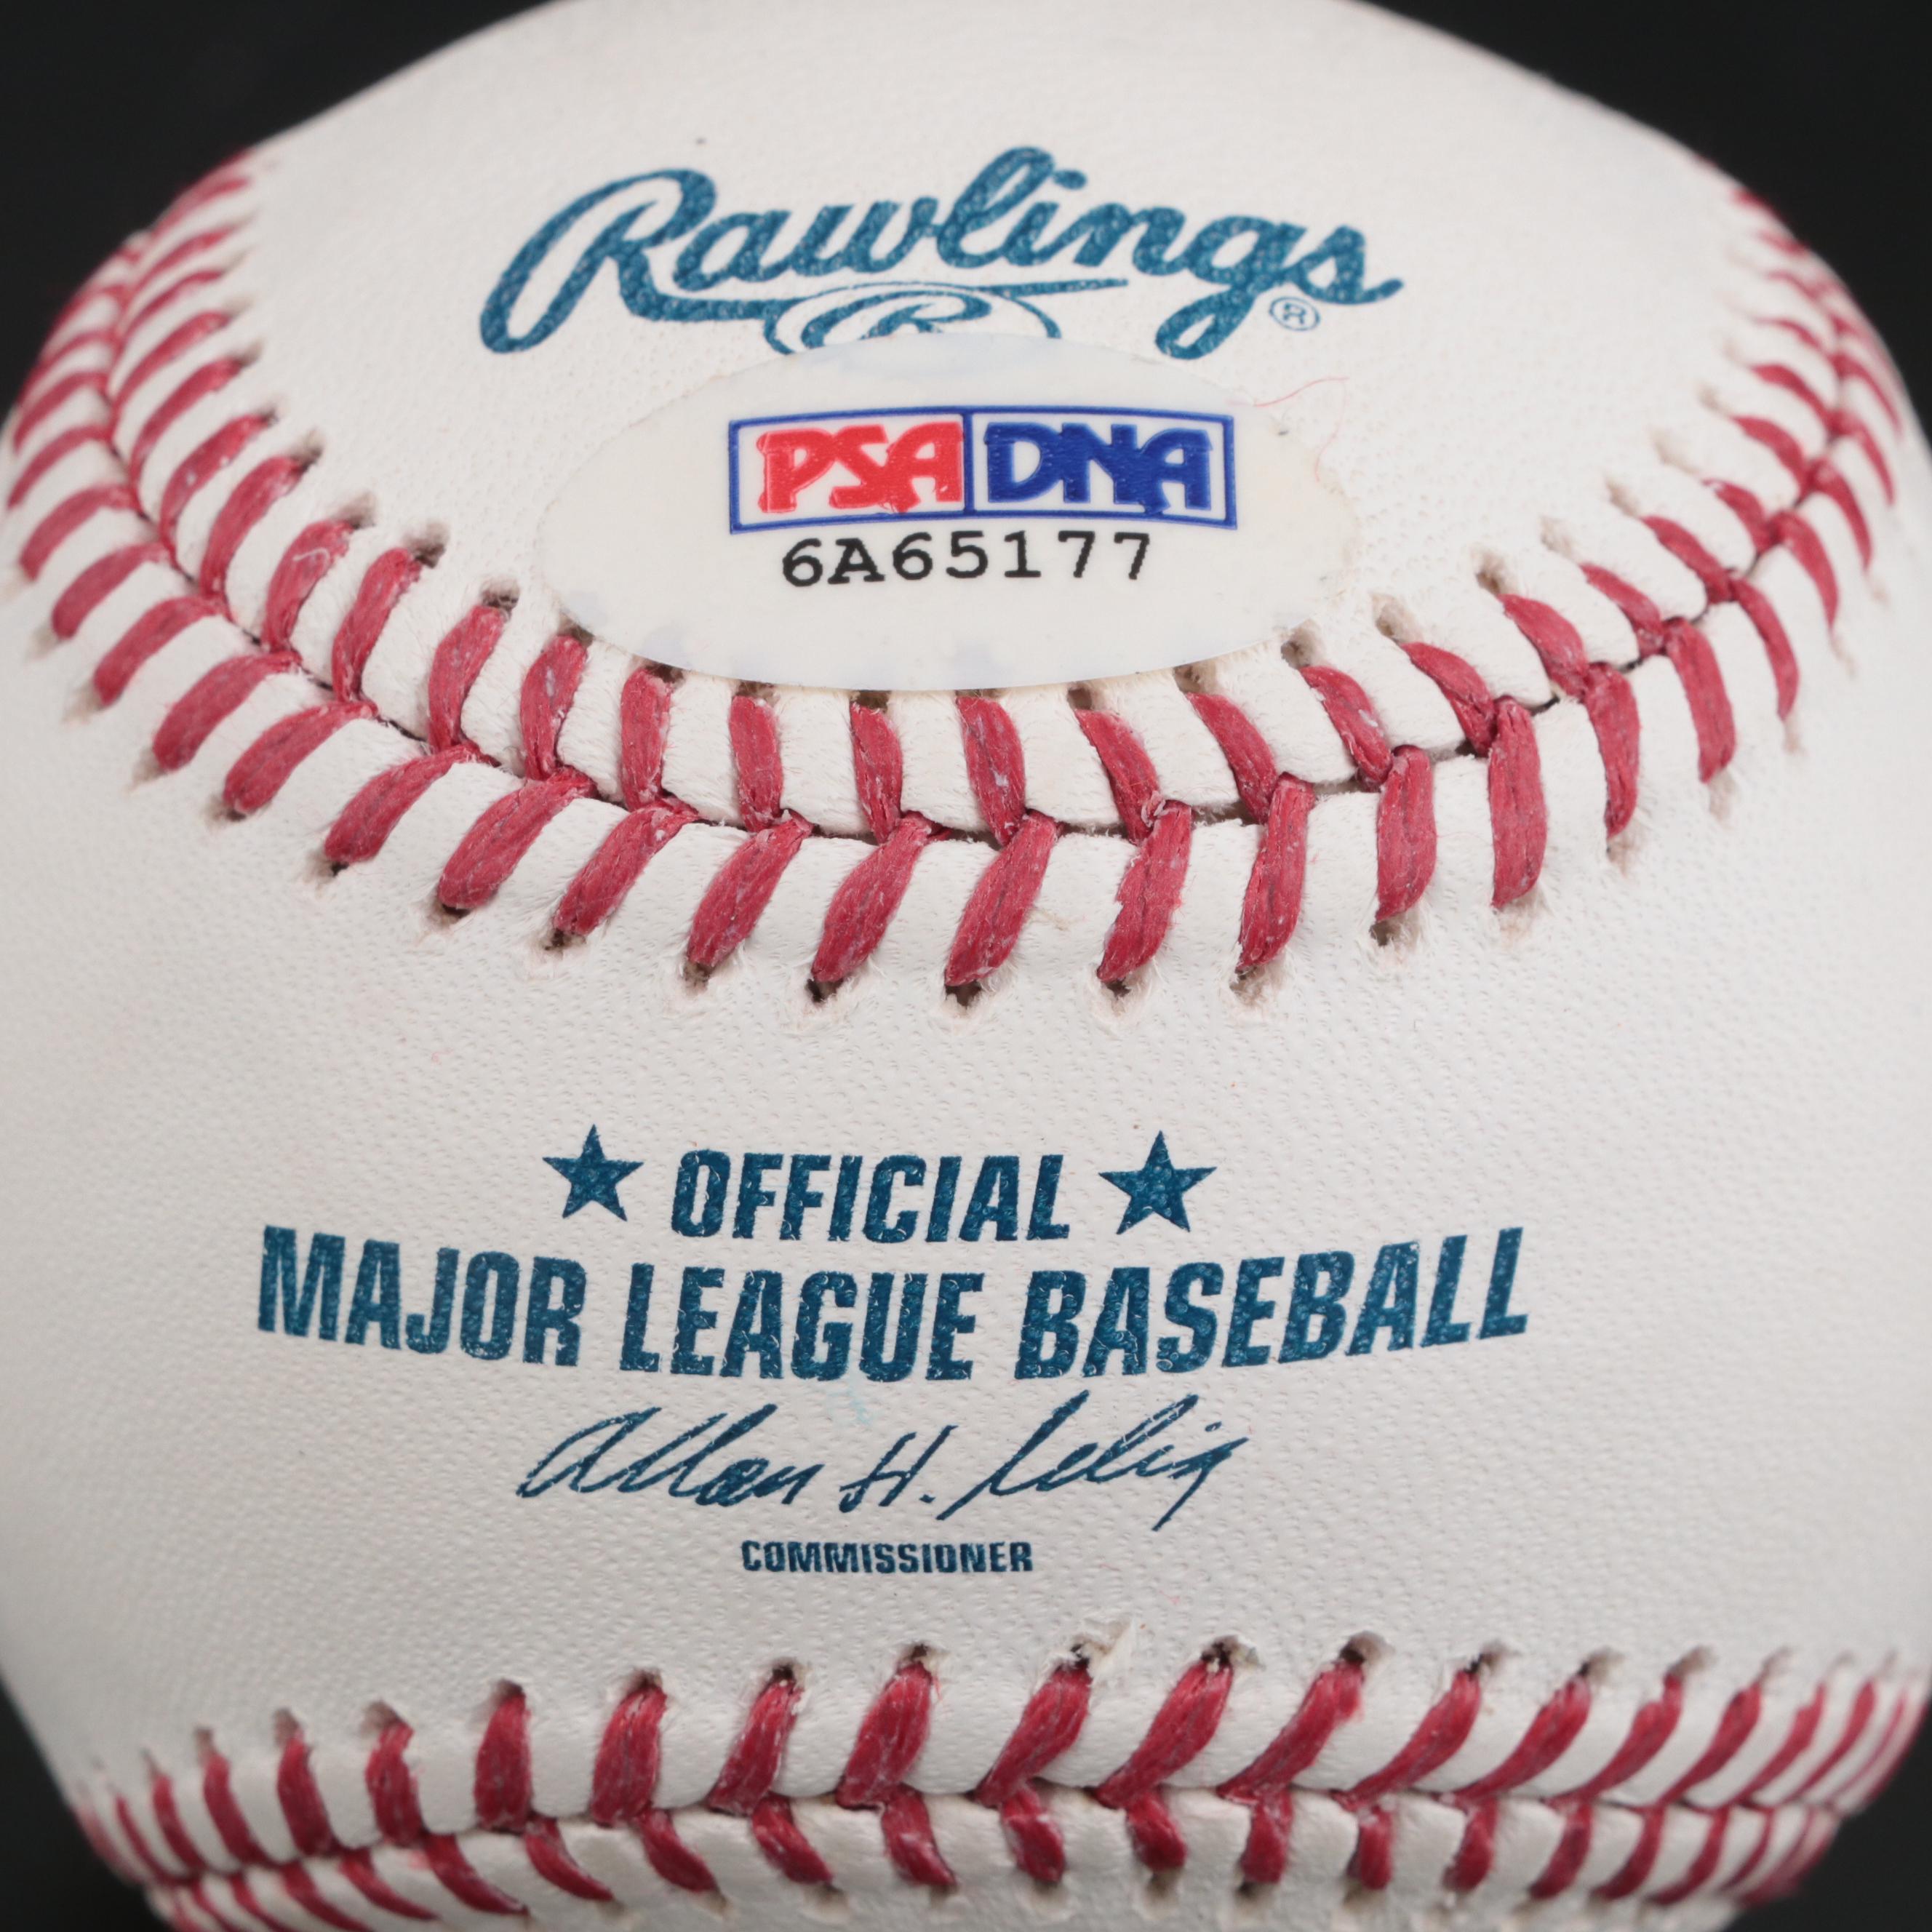 Rawlings ®
R
PSA DNA
6A65177
★ OFFICIAL ★
MAJOR LEAGUE BASEBALL
Allan H. Selig
COMMISSIONER